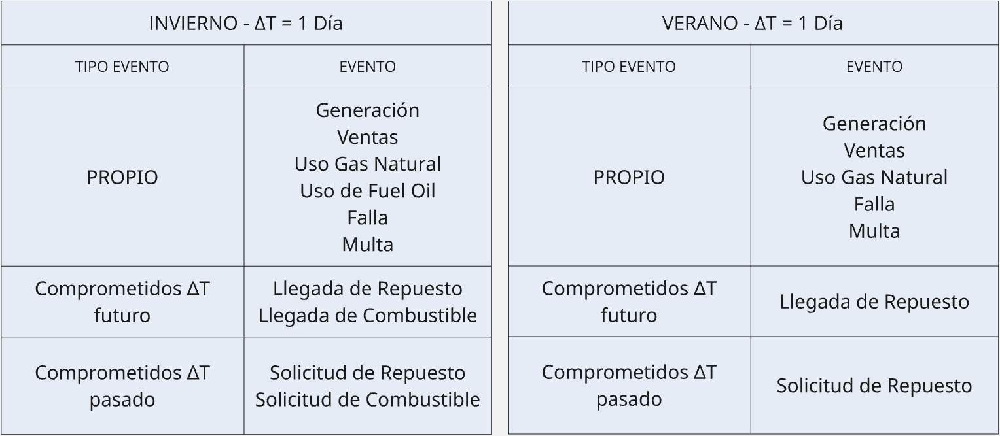 INVIERNO - ΔT = 1 Día
TIPO EVENTO
EVENTO
PROPIO
Generación
Ventas
Uso Gas Natural
Uso de Fuel Oil
Falla
Multa
Comprometidos ΔT
futuro
Llegada de Repuesto
Llegada de Combustible
Comprometidos ΔT
pasado
Solicitud de Repuesto
Solicitud de Combustible
VERANO - ΔT = 1 Día
TIPO EVENTO
EVENTO
PROPIO
Generación
Ventas
Uso Gas Natural
Falla
Multa
Comprometidos ΔT
futuro
Llegada de Repuesto
Comprometidos ΔT
pasado
Solicitud de Repuesto